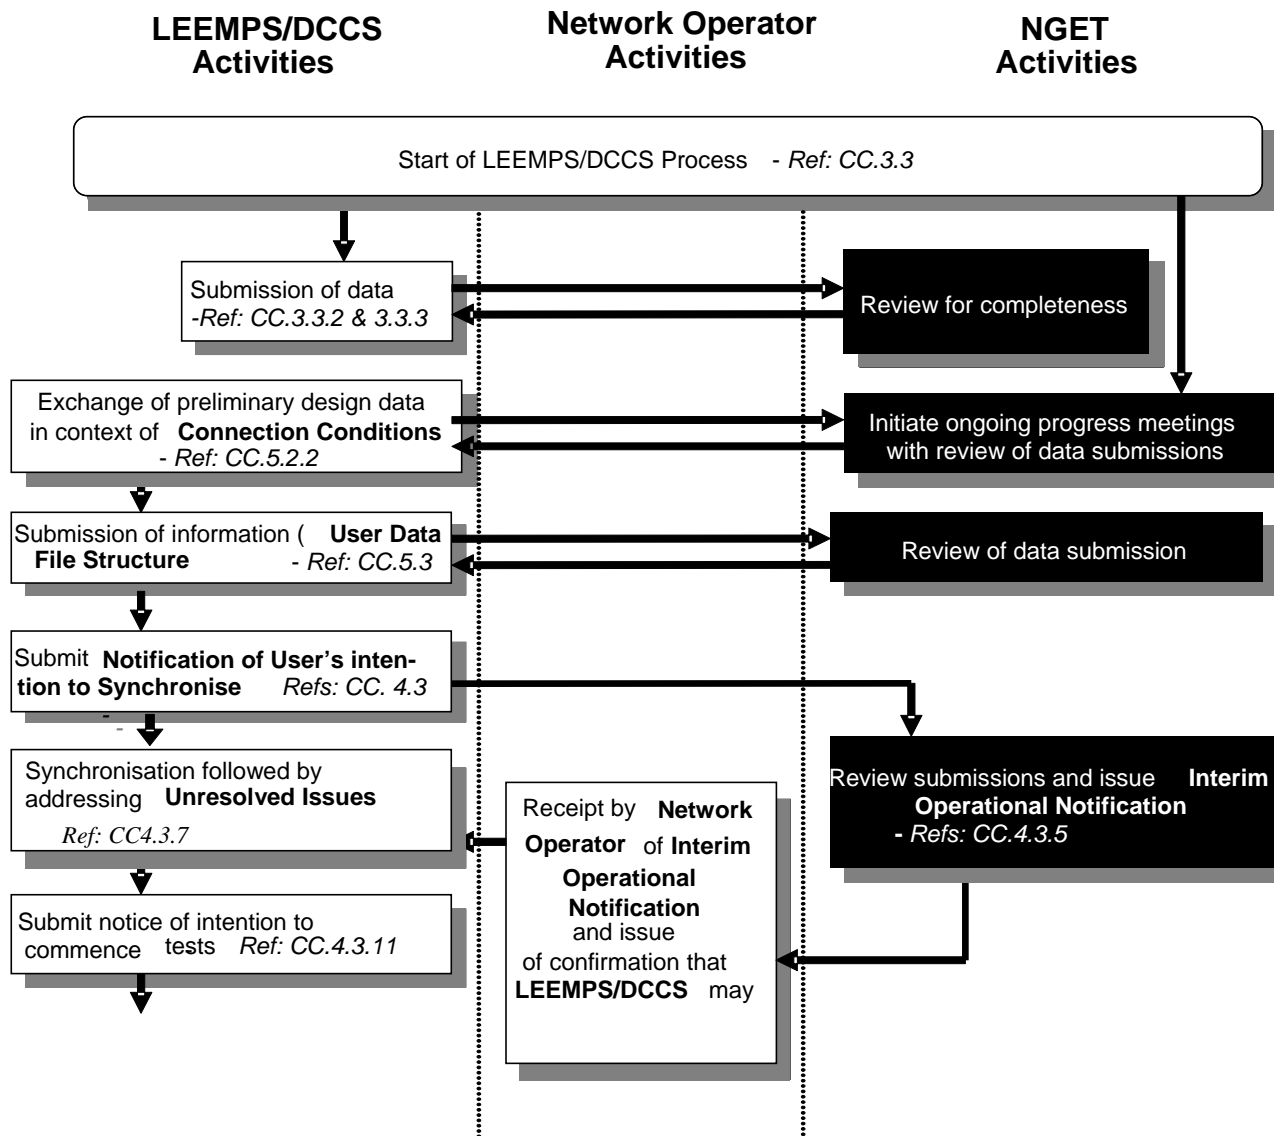 LEEMPS/DCCS
Activities
Network Operator
Activities
NGET
Activities
Start of LEEMPS/DCCS Process - Ref: CC.3.3
Submission of data
-Ref: CC.3.3.2 & 3.3.3
Review for completeness
Exchange of preliminary design data
in context of Connection Conditions
- Ref: CC.5.2.2
Initiate ongoing progress meetings
with review of data submissions
Submission of information ( User Data
File Structure - Ref: CC.5.3
Review of data submission
Submit Notification of User's inten-
tion to Synchronise Refs: CC. 4.3
-
-
Synchronisation followed by
addressing Unresolved Issues
Ref: CC4.3.7
Receipt by Network
Operator of Interim
Operational
Notification
and issue
of confirmation that
LEEMPS/DCCS may
Review submissions and issue Interim
Operational Notification
- Refs: CC.4.3.5
Submit notice of intention to
commence tests Ref: CC.4.3.11